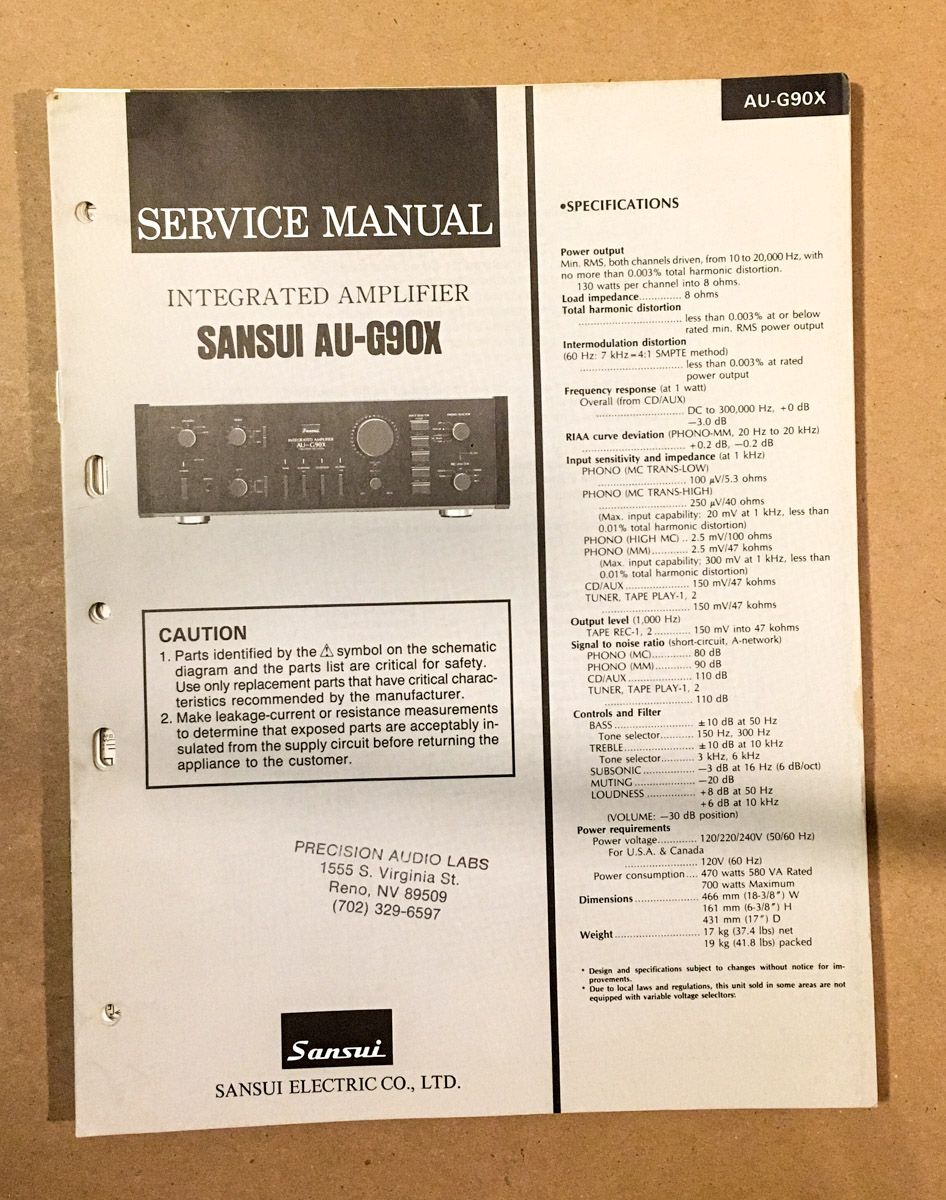 SERVICE MANUAL
INTEGRATED AMPLIFIER
SANSUI AU-G90X
Sansui
INTEGRATED AMPLIFIER
AU-G90X
CAUTION
1. Parts identified by the ⚠ symbol on the schematic
diagram and the parts list are critical for safety.
Use only replacement parts that have critical charac-
teristics recommended by the manufacturer.
2. Make leakage-current or resistance measurements
to determine that exposed parts are acceptably in-
sulated from the supply circuit before returning the
appliance to the customer.
PRECISION AUDIO LABS
1555 S. Virginia St.
Reno, NV 89509
(702) 329-6597
Sansui
SANSUI ELECTRIC CO., LTD.
AU-G90X
•SPECIFICATIONS
Power output
Min. RMS, both channels driven, from 10 to 20,000 Hz, with
no more than 0.003% total harmonic distortion.
130 watts per channel into 8 ohms.
Load impedance.............. 8 ohms
Total harmonic distortion
................................ less than 0.003% at or below
rated min. RMS power output
Intermodulation distortion
(60 Hz: 7 kHz=4:1 SMPTE method)
................................ less than 0.003% at rated
power output
Frequency response (at 1 watt)
Overall (from CD/AUX)
........................... DC to 300,000 Hz, +0 dB
−3.0 dB
RIAA curve deviation (PHONO-MM, 20 Hz to 20 kHz)
........................... +0.2 dB, −0.2 dB
Input sensitivity and impedance (at 1 kHz)
PHONO (MC TRANS-LOW)
........................... 100 µV/5.3 ohms
PHONO (MC TRANS-HIGH)
........................... 250 µV/40 ohms
(Max. input capability: 20 mV at 1 kHz, less than
0.01% total harmonic distortion)
PHONO (HIGH MC) .. 2.5 mV/100 ohms
PHONO (MM)............ 2.5 mV/47 kohms
(Max. input capability; 300 mV at 1 kHz, less than
0.01% total harmonic distortion)
CD/AUX .................... 150 mV/47 kohms
TUNER, TAPE PLAY-1, 2
........................... 150 mV/47 kohms
Output level (1,000 Hz)
TAPE REC-1, 2............ 150 mV into 47 kohms
Signal to noise ratio (short-circuit, A-network)
PHONO (MC)............. 80 dB
PHONO (MM)............ 90 dB
CD/AUX .................... 110 dB
TUNER, TAPE PLAY-1, 2
........................... 110 dB
Controls and Filter
BASS........................... ±10 dB at 50 Hz
Tone selector........... 150 Hz, 300 Hz
TREBLE....................... ±10 dB at 10 kHz
Tone selector........... 3 kHz, 6 kHz
SUBSONIC ................. −3 dB at 16 Hz (6 dB/oct)
MUTING .................... −20 dB
LOUDNESS ................ +8 dB at 50 Hz
+6 dB at 10 kHz
(VOLUME: −30 dB position)
Power requirements
Power voltage............. 120/220/240V (50/60 Hz)
For U.S.A. & Canada
........................... 120V (60 Hz)
Power consumption.... 470 watts 580 VA Rated
700 watts Maximum
Dimensions ..................... 466 mm (18-3/8″) W
161 mm (6-3/8″) H
431 mm (17″) D
Weight ............................ 17 kg (37.4 lbs) net
19 kg (41.8 lbs) packed
* Design and specifications subject to changes without notice for im-
provements.
* Due to local laws and regulations, this unit sold in some areas are not
equipped with variable voltage selecltors: